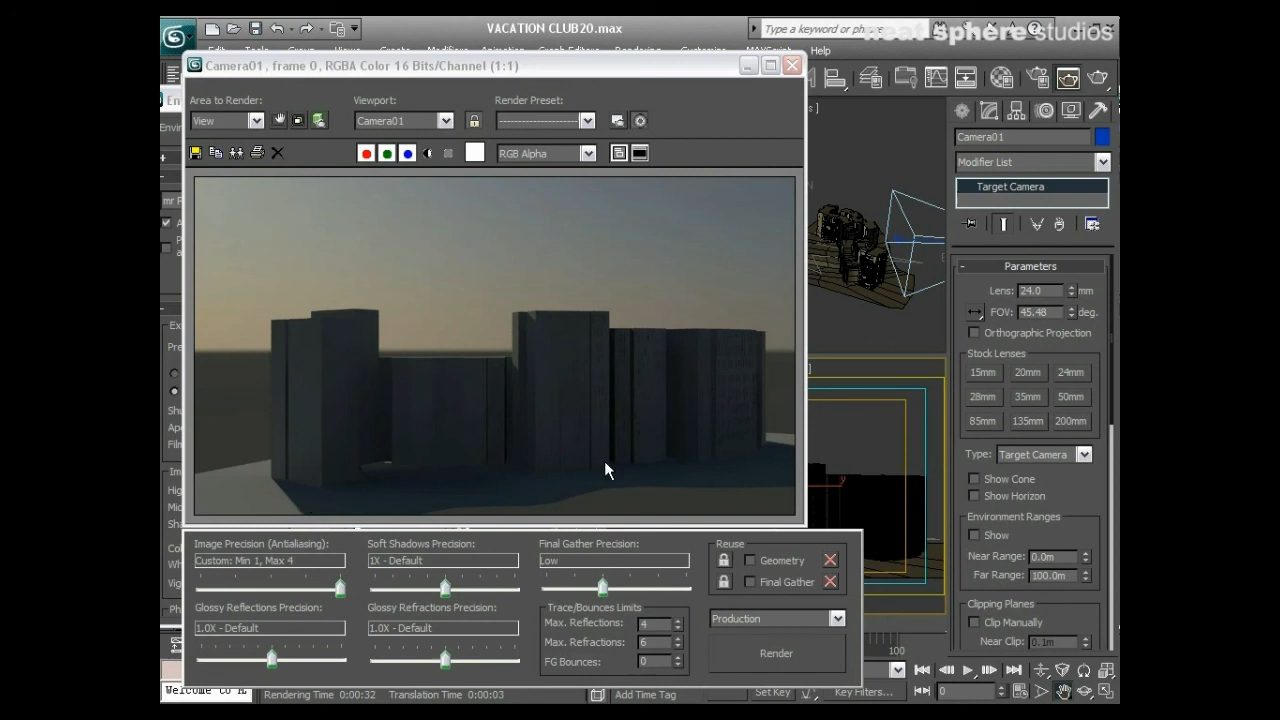 VACATION CLUB20.max
Type a keyword or phrase
neat sphere studios
Help
Camera01, frame 0, RGBA Color 16 Bits/Channel (1:1)
Area to Render:
Viewport:
Render Preset:
View
Camera01
RGB Alpha
Camera01
Modifier List
Target Camera
Parameters
Lens: 24.0 mm
FOV: 45.48 deg.
Orthographic Projection
Stock Lenses
15mm 20mm 24mm
28mm 35mm 50mm
85mm 135mm 200mm
Type: Target Camera
Show Cone
Show Horizon
Environment Ranges
Show
Near Range: 0.0m
Far Range: 100.0m
Clipping Planes
Clip Manually
Near Clip: 0.1m
Image Precision (Antialiasing):
Custom: Min 1, Max 4
Soft Shadows Precision:
1X - Default
Final Gather Precision:
Low
Reuse
Geometry
Final Gather
Glossy Reflections Precision:
1.0X - Default
Glossy Refractions Precision:
1.0X - Default
Trace/Bounces Limits
Max. Reflections: 4
Max. Refractions: 6
FG Bounces: 0
Production
Render
100
Welcome to M
Rendering Time 0:00:32
Translation Time 0:00:03
Add Time Tag
Set Key
Key Filters...
0